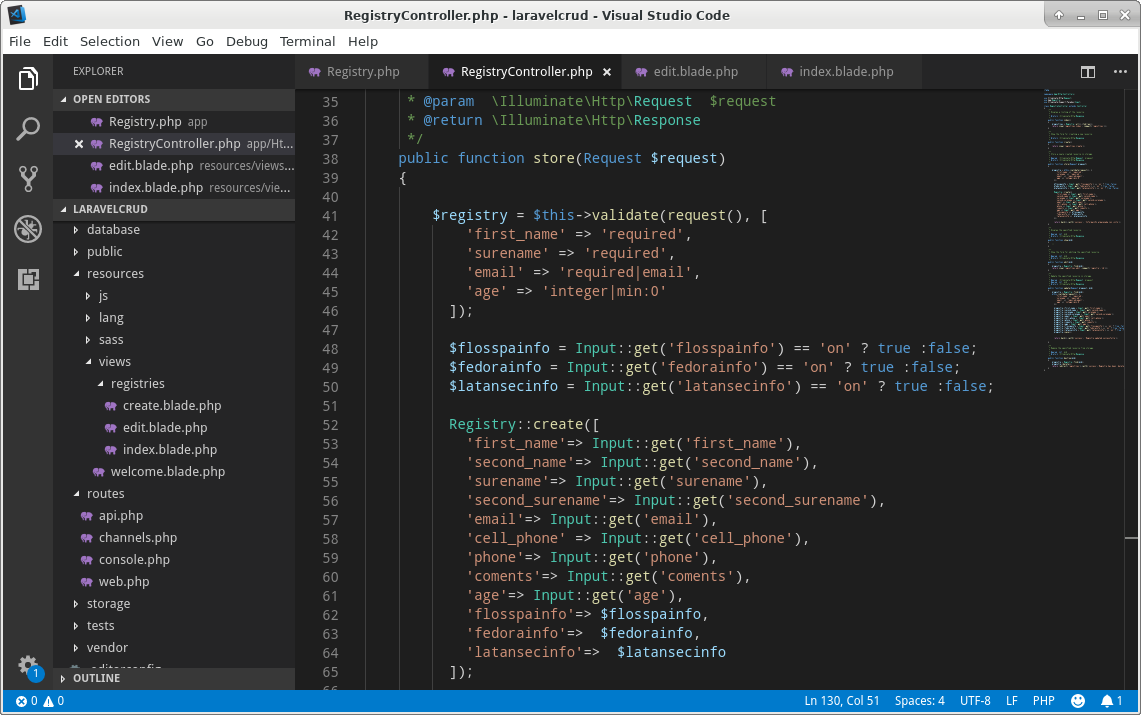 RegistryController.php - laravelcrud - Visual Studio Code
File Edit Selection View Go Debug Terminal Help
EXPLORER
OPEN EDITORS
Registry.php app
RegistryController.php app/Ht...
edit.blade.php resources/views...
index.blade.php resources/vie...
LARAVELCRUD
database
public
resources
js
lang
sass
views
registries
create.blade.php
edit.blade.php
index.blade.php
welcome.blade.php
routes
api.php
channels.php
console.php
web.php
storage
tests
vendor
.editorconfig
OUTLINE
1
Registry.php RegistryController.php edit.blade.php index.blade.php
35 * @param \Illuminate\Http\Request $request
36 * @return \Illuminate\Http\Response
37 */
38 public function store(Request $request)
39 {
40
41 $registry = $this->validate(request(), [
42 'first_name' => 'required',
43 'surename' => 'required',
44 'email' => 'required|email',
45 'age' => 'integer|min:0'
46 ]);
47
48 $flosspainfo = Input::get('flosspainfo') == 'on' ? true :false;
49 $fedorainfo = Input::get('fedorainfo') == 'on' ? true :false;
50 $latansecinfo = Input::get('latansecinfo') == 'on' ? true :false;
51
52 Registry::create([
53 'first_name'=> Input::get('first_name'),
54 'second_name'=> Input::get('second_name'),
55 'surename'=> Input::get('surename'),
56 'second_surename'=> Input::get('second_surename'),
57 'email'=> Input::get('email'),
58 'cell_phone' => Input::get('cell_phone'),
59 'phone'=> Input::get('phone'),
60 'coments'=> Input::get('coments'),
61 'age'=> Input::get('age'),
62 'flosspainfo'=> $flosspainfo,
63 'fedorainfo'=> $fedorainfo,
64 'latansecinfo'=> $latansecinfo
65 ]);
66
0 0 Ln 130, Col 51 Spaces: 4 UTF-8 LF PHP 1